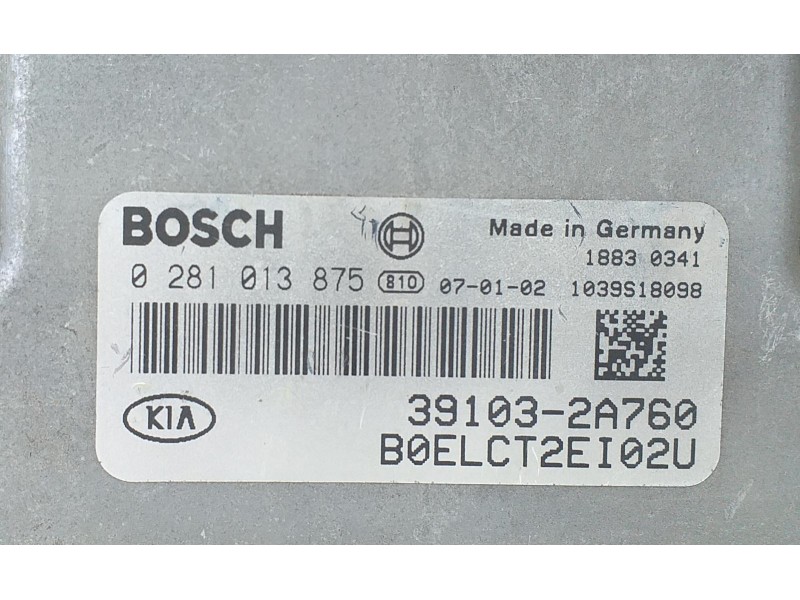 BOSCH
Made in Germany
1883 0341
0 281 013 875 810 07-01-02 1039S18098
KIA
39103-2A760
B0ELCT2EI02U